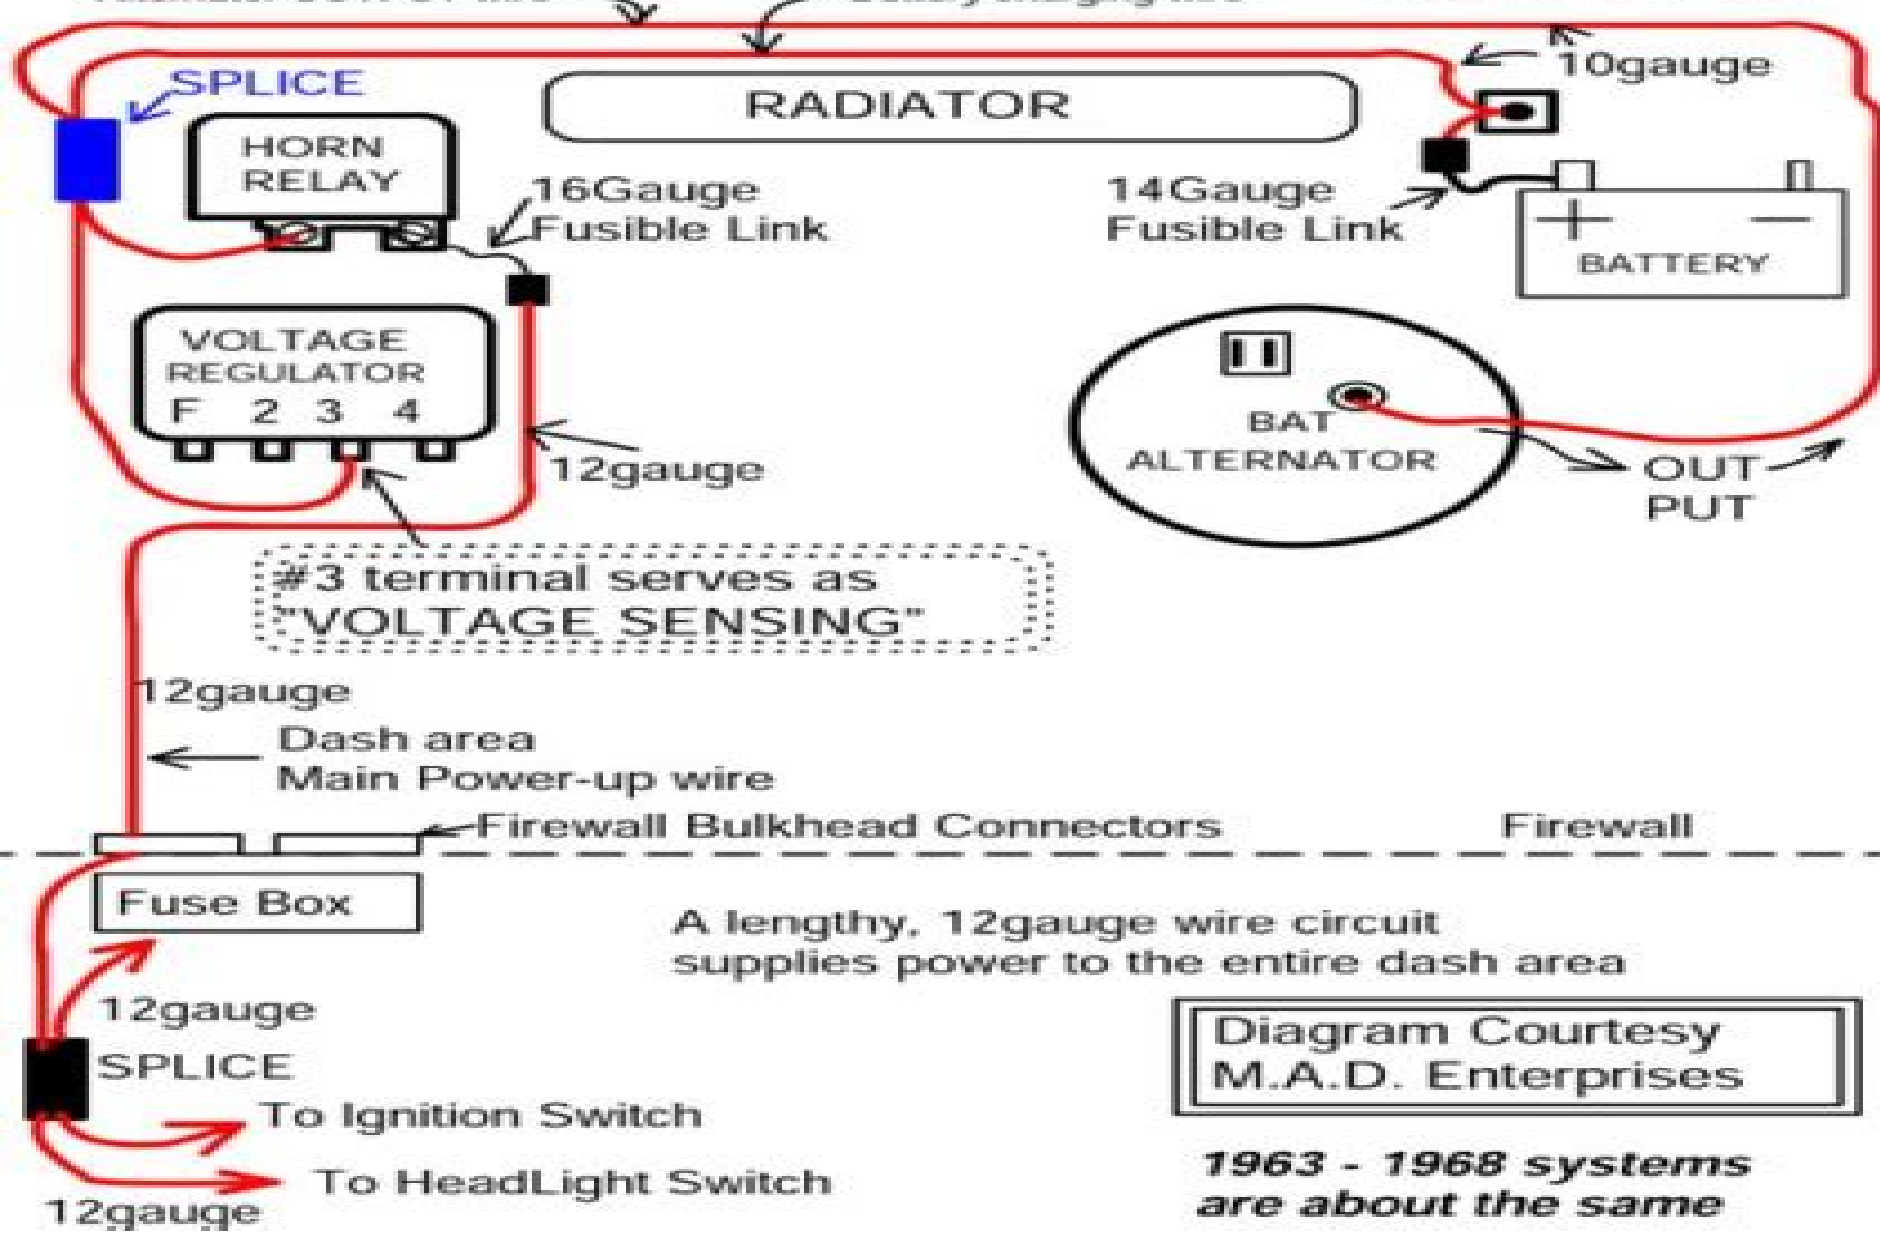 10gauge
SPLICE
RADIATOR
HORN
RELAY
16Gauge
Fusible Link
14Gauge
Fusible Link
+ −
BATTERY
VOLTAGE
REGULATOR
F 2 3 4
BAT
ALTERNATOR
12gauge
OUT
PUT
#3 terminal serves as
"VOLTAGE SENSING"
12gauge
Dash area
Main Power-up wire
Firewall Bulkhead Connectors
Firewall
Fuse Box
A lengthy, 12gauge wire circuit
supplies power to the entire dash area
12gauge
SPLICE
Diagram Courtesy
M.A.D. Enterprises
To Ignition Switch
To HeadLight Switch
12gauge
1963 - 1968 systems
are about the same